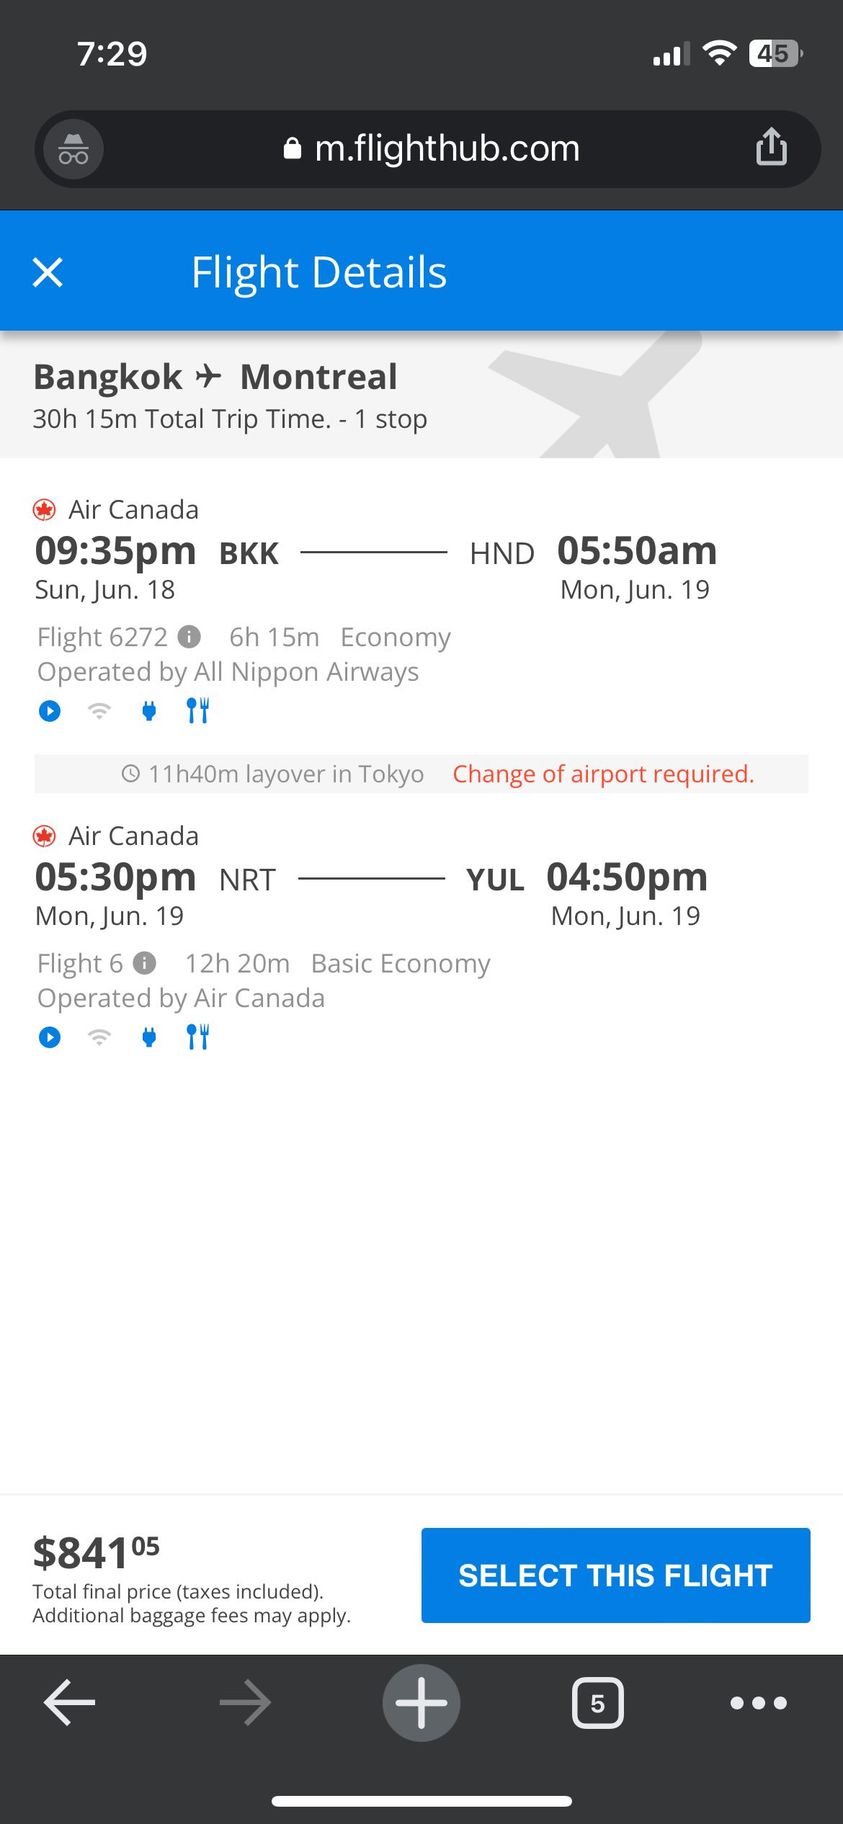 7:29
45
m.flighthub.com
Flight Details
Bangkok ✈ Montreal
30h 15m Total Trip Time. - 1 stop
Air Canada
09:35pm BKK HND 05:50am
Sun, Jun. 18 Mon, Jun. 19
Flight 6272 6h 15m Economy
Operated by All Nippon Airways
11h40m layover in Tokyo Change of airport required.
Air Canada
05:30pm NRT YUL 04:50pm
Mon, Jun. 19 Mon, Jun. 19
Flight 6 12h 20m Basic Economy
Operated by Air Canada
$841 05
Total final price (taxes included).
Additional baggage fees may apply.
SELECT THIS FLIGHT
5